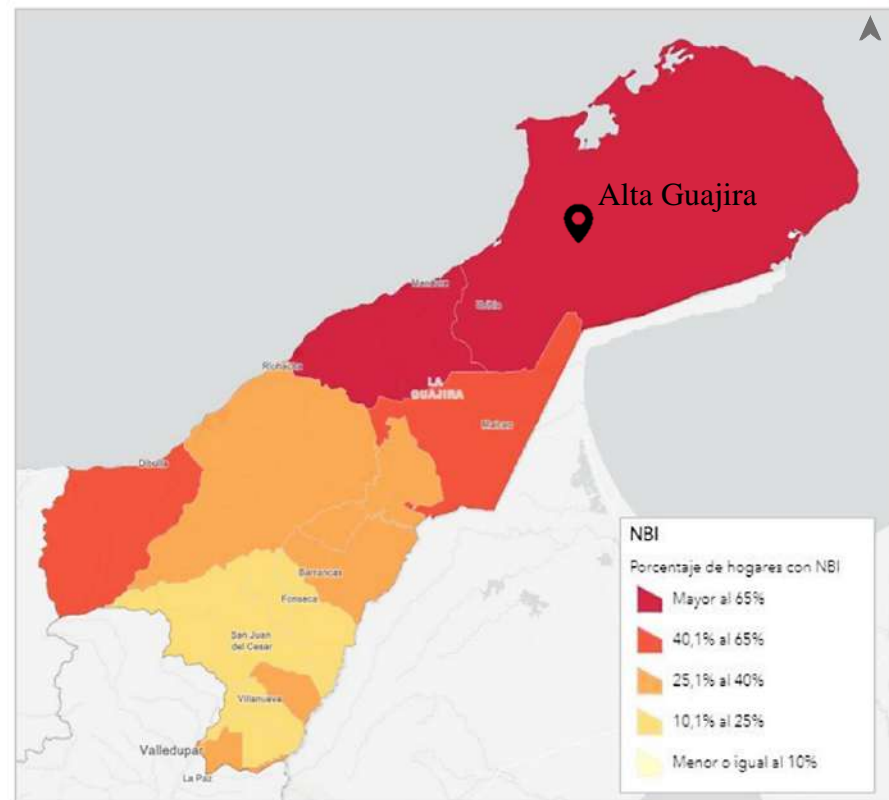 Alta Guajira
Manaure
Uribia
Riohacha
LA
GUAJIRA
Maicao
Dibulla
Barrancas
Fonseca
San Juan
del Cesar
Villanueva
Valledupar
La Paz
NBI
Porcentaje de hogares con NBI
Mayor al 65%
40,1% al 65%
25,1% al 40%
10,1% al 25%
Menor o igual al 10%